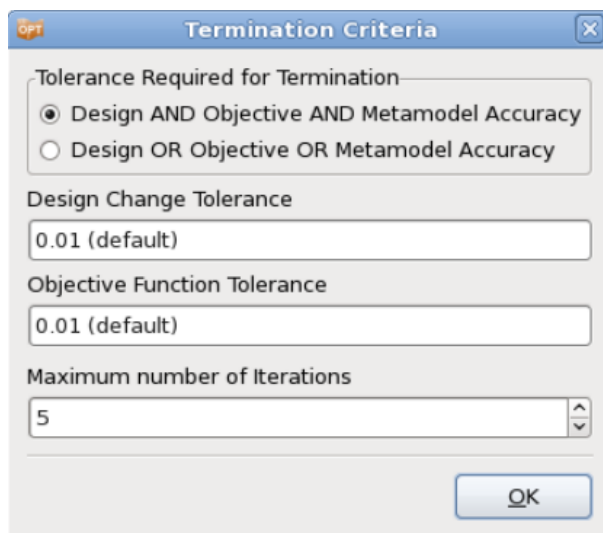 OPT
Termination Criteria
Tolerance Required for Termination
Design AND Objective AND Metamodel Accuracy
Design OR Objective OR Metamodel Accuracy
Design Change Tolerance
0.01 (default)
Objective Function Tolerance
0.01 (default)
Maximum number of Iterations
5
OK